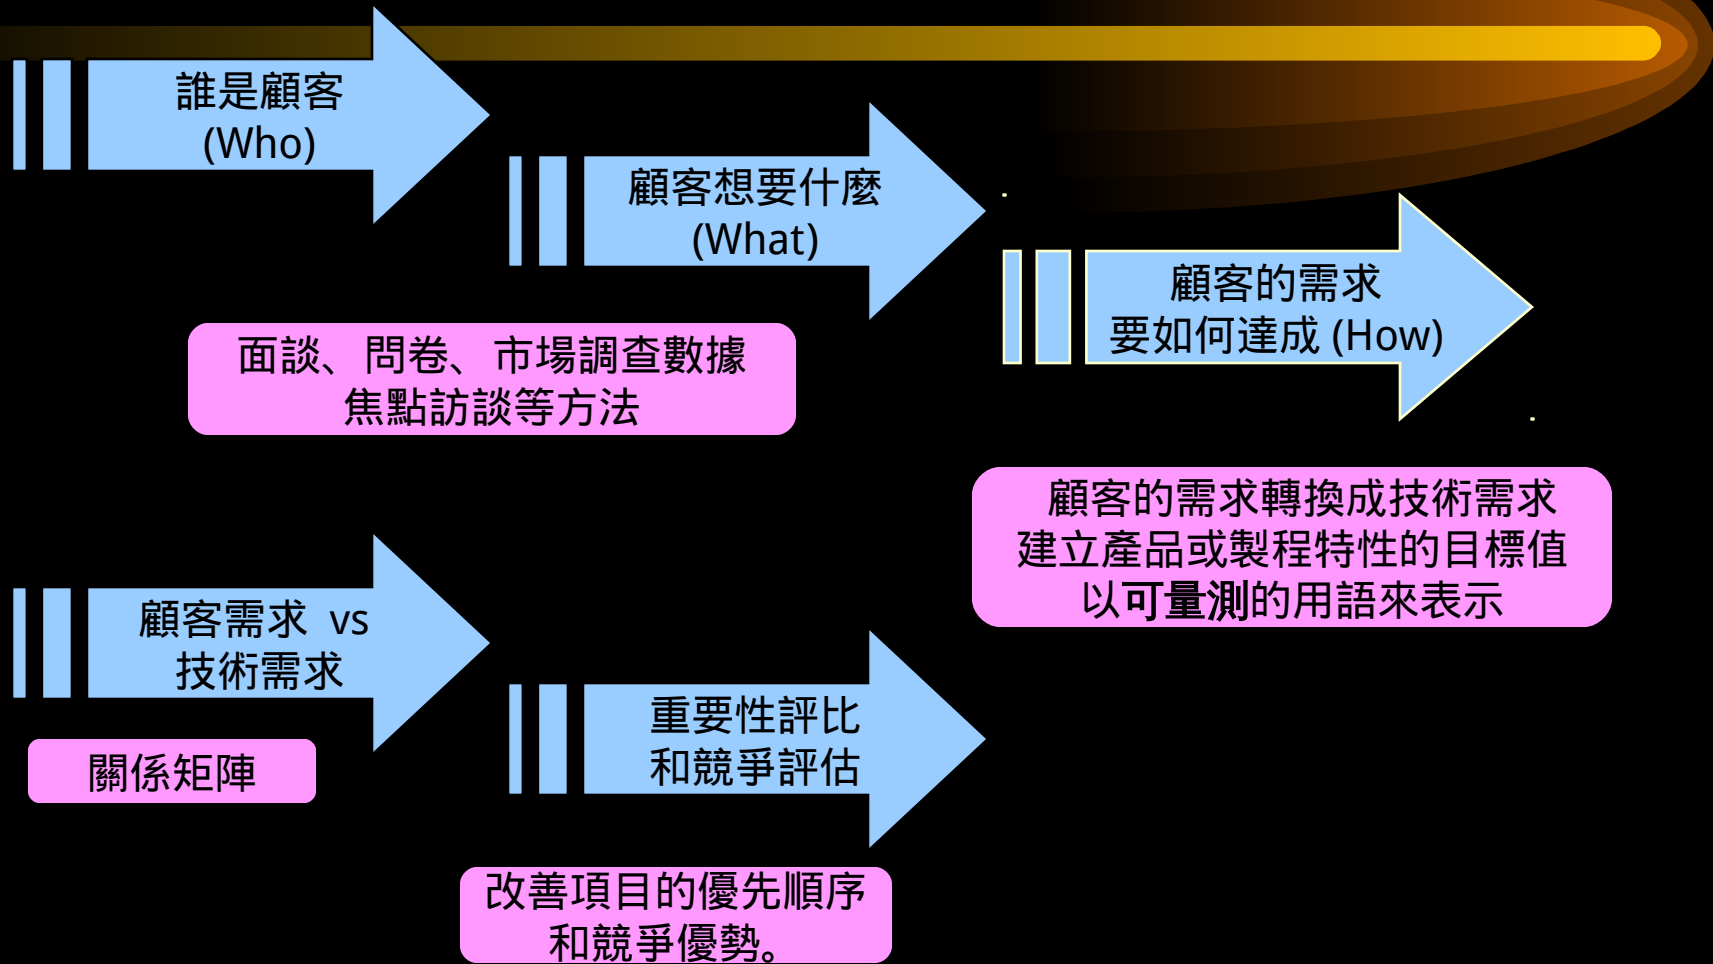 誰是顧客
(Who)
顧客想要什麼
(What)
顧客的需求
要如何達成 (How)
面談、問卷、市場調查數據
焦點訪談等方法
顧客的需求轉換成技術需求
建立產品或製程特性的目標值
以可量測的用語來表示
顧客需求 vs
技術需求
關係矩陣
重要性評比
和競爭評估
改善項目的優先順序
和競爭優勢。